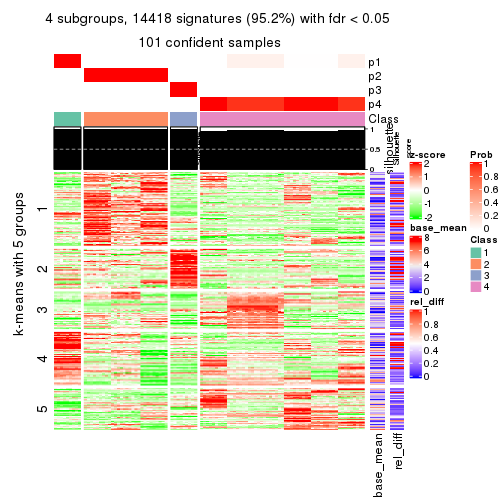 4 subgroups, 14418 signatures (95.2%) with fdr < 0.05
101 confident samples
p1
p2
p3
p4
Class
1
0.5
0
silhouette
Silhouette
score
k-means with 5 groups
1
2
3
4
5
base_mean
rel_diff
z-score
2
1
0
-1
-2
base_mean
8
6
4
2
0
rel_diff
1
0.8
0.6
0.4
0.2
0
Prob
1
0.8
0.6
0.4
0.2
0
Class
1
2
3
4